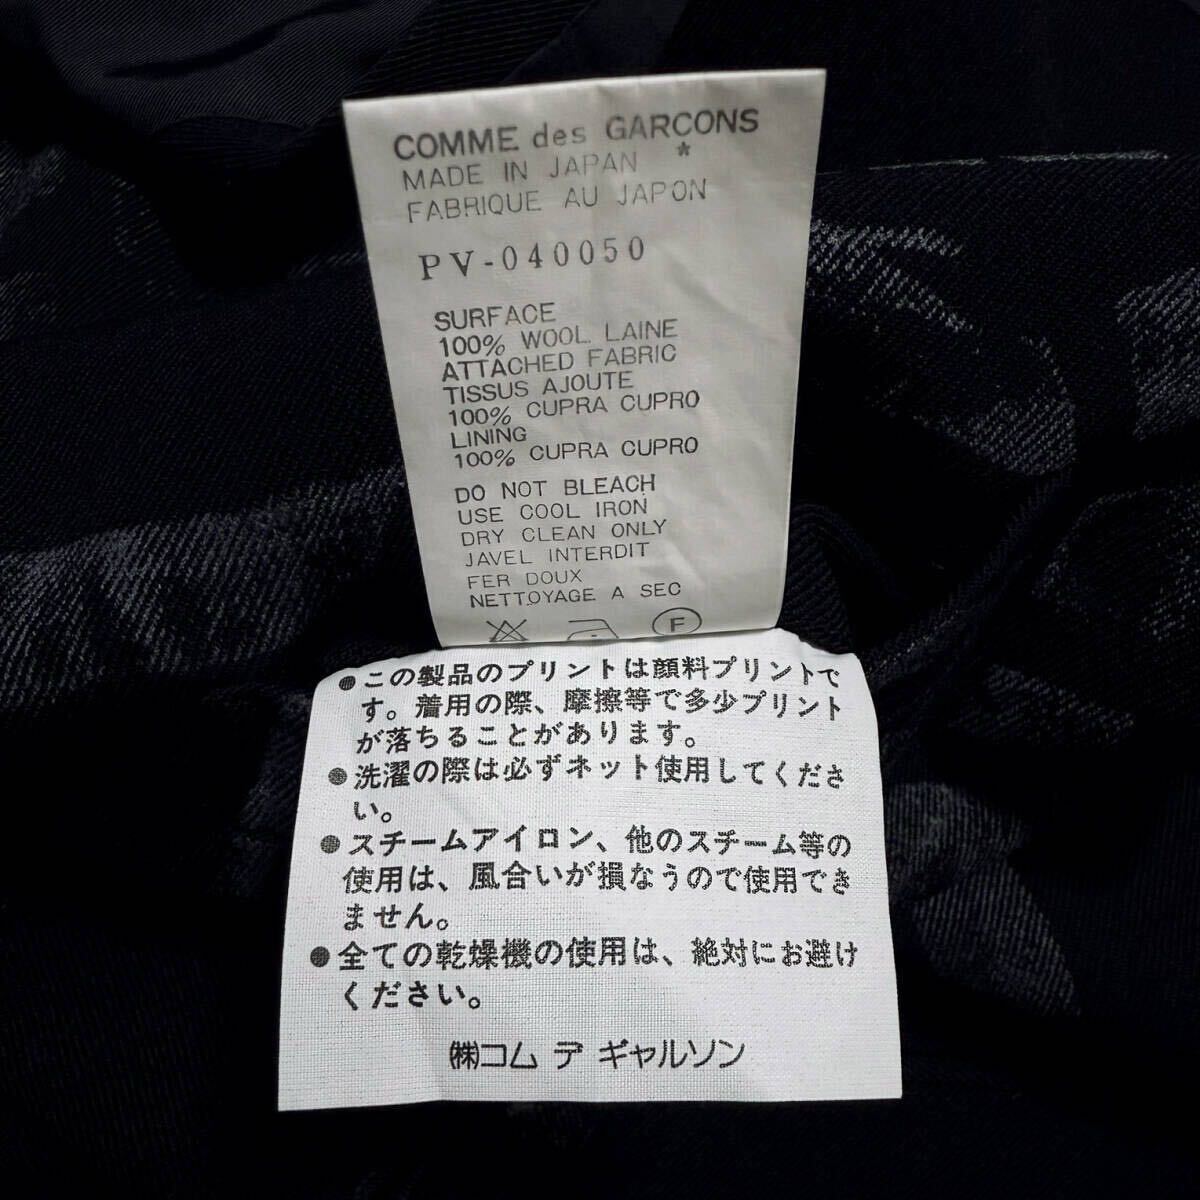 COMME des GARCONS
MADE IN JAPAN *
FABRIQUE AU JAPON
PV-040050
SURFACE
100% WOOL LAINE
ATTACHED FABRIC
TISSUS AJOUTE
100% CUPRA CUPRO
LINING
100% CUPRA CUPRO
DO NOT BLEACH
USE COOL IRON
DRY CLEAN ONLY
JAVEL INTERDIT
FER DOUX
NETTOYAGE A SEC
F
●この製品のプリントは顔料プリントで
す。着用の際、摩擦等で多少プリント
が落ちることがあります。
●洗濯の際は必ずネット使用してくださ
い。
●スチームアイロン、他のスチーム等の
使用は、風合いが損なうので使用でき
ません。
●全ての乾燥機の使用は、絶対にお避け
ください。
㈱コム デ ギャルソン